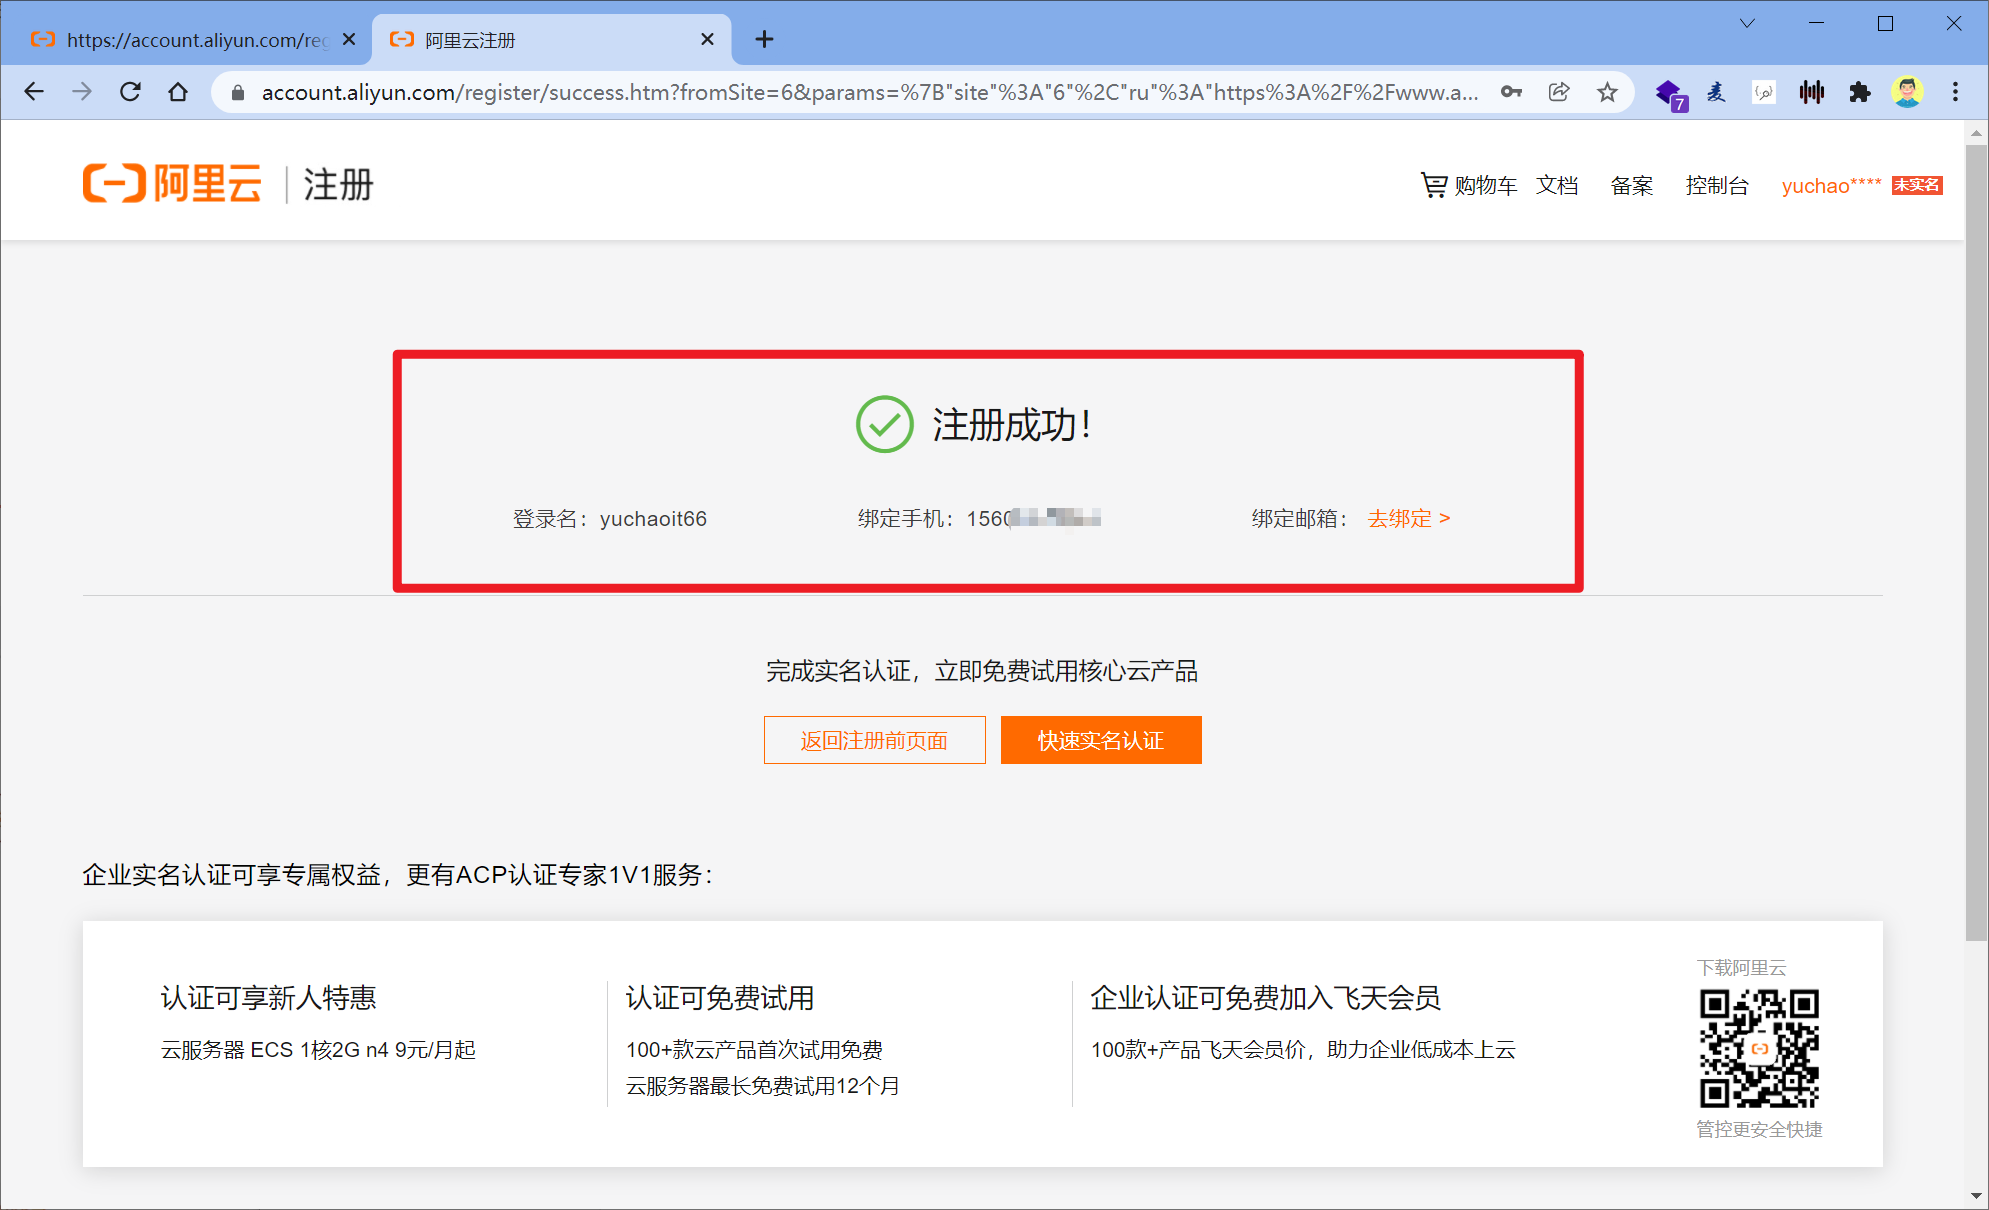 https://account.aliyun.com/reg
阿里云注册
account.aliyun.com/register/success.htm?fromSite=6&params=%7B"site"%3A"6"%2C"ru"%3A"https%3A%2F%2Fwww.a...
7
麦
阿里云
注册
购物车
文档
备案
控制台
yuchao****
未实名
注册成功！
登录名：yuchaoit66
绑定手机：1560
绑定邮箱： 去绑定 >
完成实名认证，立即免费试用核心云产品
返回注册前页面
快速实名认证
企业实名认证可享专属权益，更有ACP认证专家1V1服务：
认证可享新人特惠
云服务器 ECS 1核2G n4 9元/月起
认证可免费试用
100+款云产品首次试用免费
云服务器最长免费试用12个月
企业认证可免费加入飞天会员
100款+产品飞天会员价，助力企业低成本上云
下载阿里云
管控更安全快捷